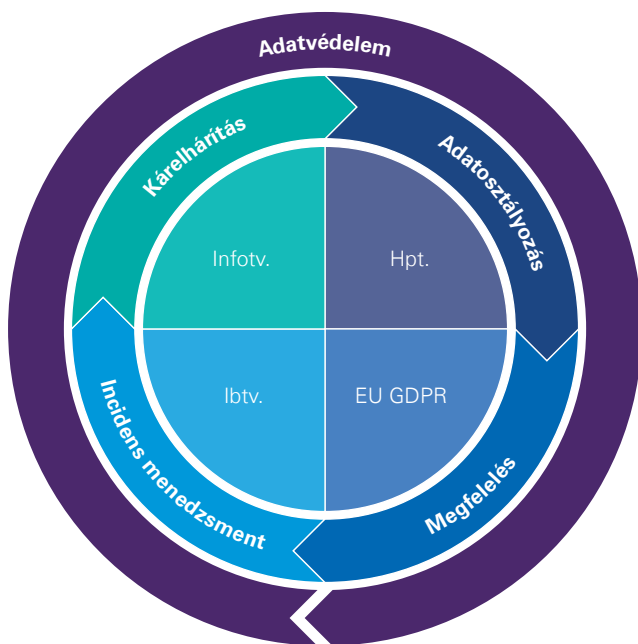 Adatvédelem
Kárelhárítás
Adatosztályozás
Infotv.
Hpt.
Ibtv.
EU GDPR
Incidens menedzsment
Megfelelés